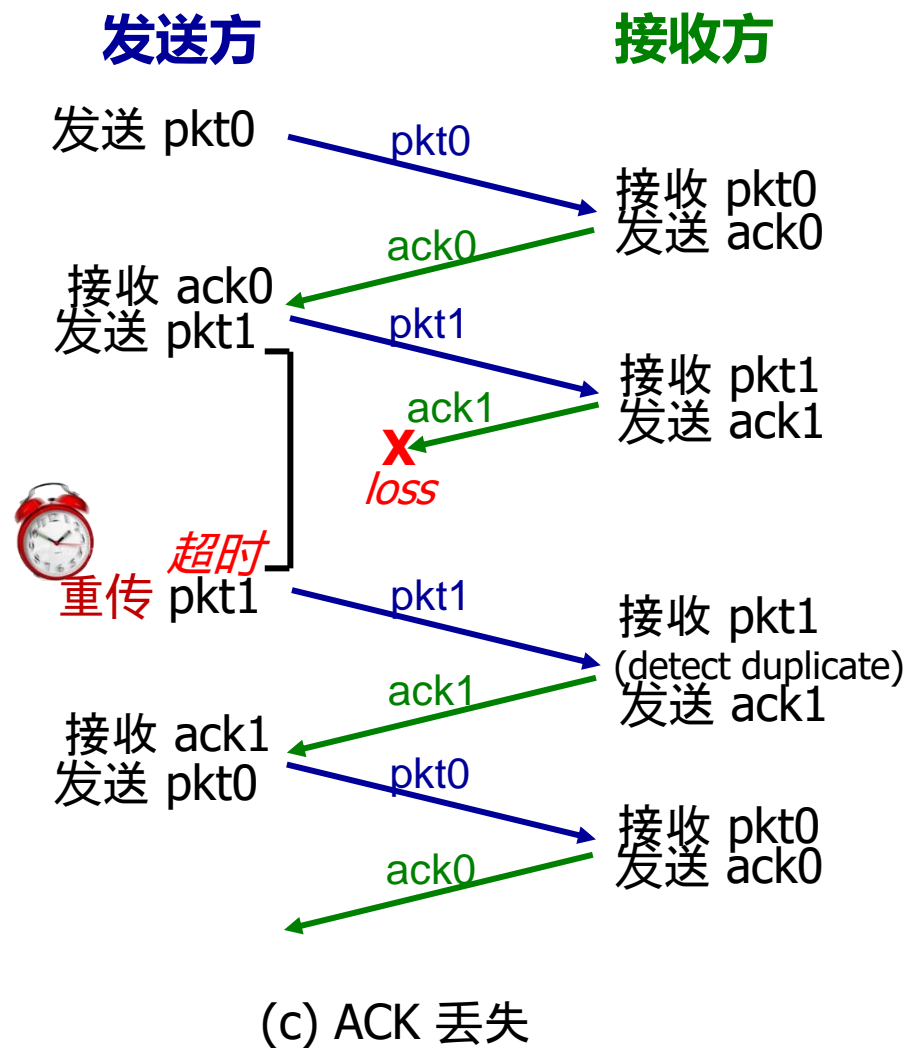 发送方
接收方
发送 pkt0
pkt0
接收 pkt0
发送 ack0
ack0
接收 ack0
发送 pkt1
pkt1
接收 pkt1
发送 ack1
ack1
X
loss
超时
重传 pkt1
pkt1
接收 pkt1
(detect duplicate)
发送 ack1
ack1
接收 ack1
发送 pkt0
pkt0
接收 pkt0
发送 ack0
ack0
(c) ACK 丢失